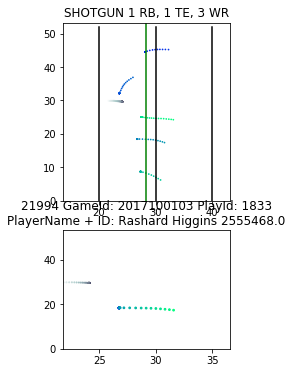 SHOTGUN 1 RB, 1 TE, 3 WR
50
40
30
20
10
0
20 30 40
21994 GameId: 2017100103 PlayId: 1833
PlayerName + ID: Rashard Higgins 2555468.0
40
20
0
25 30 35